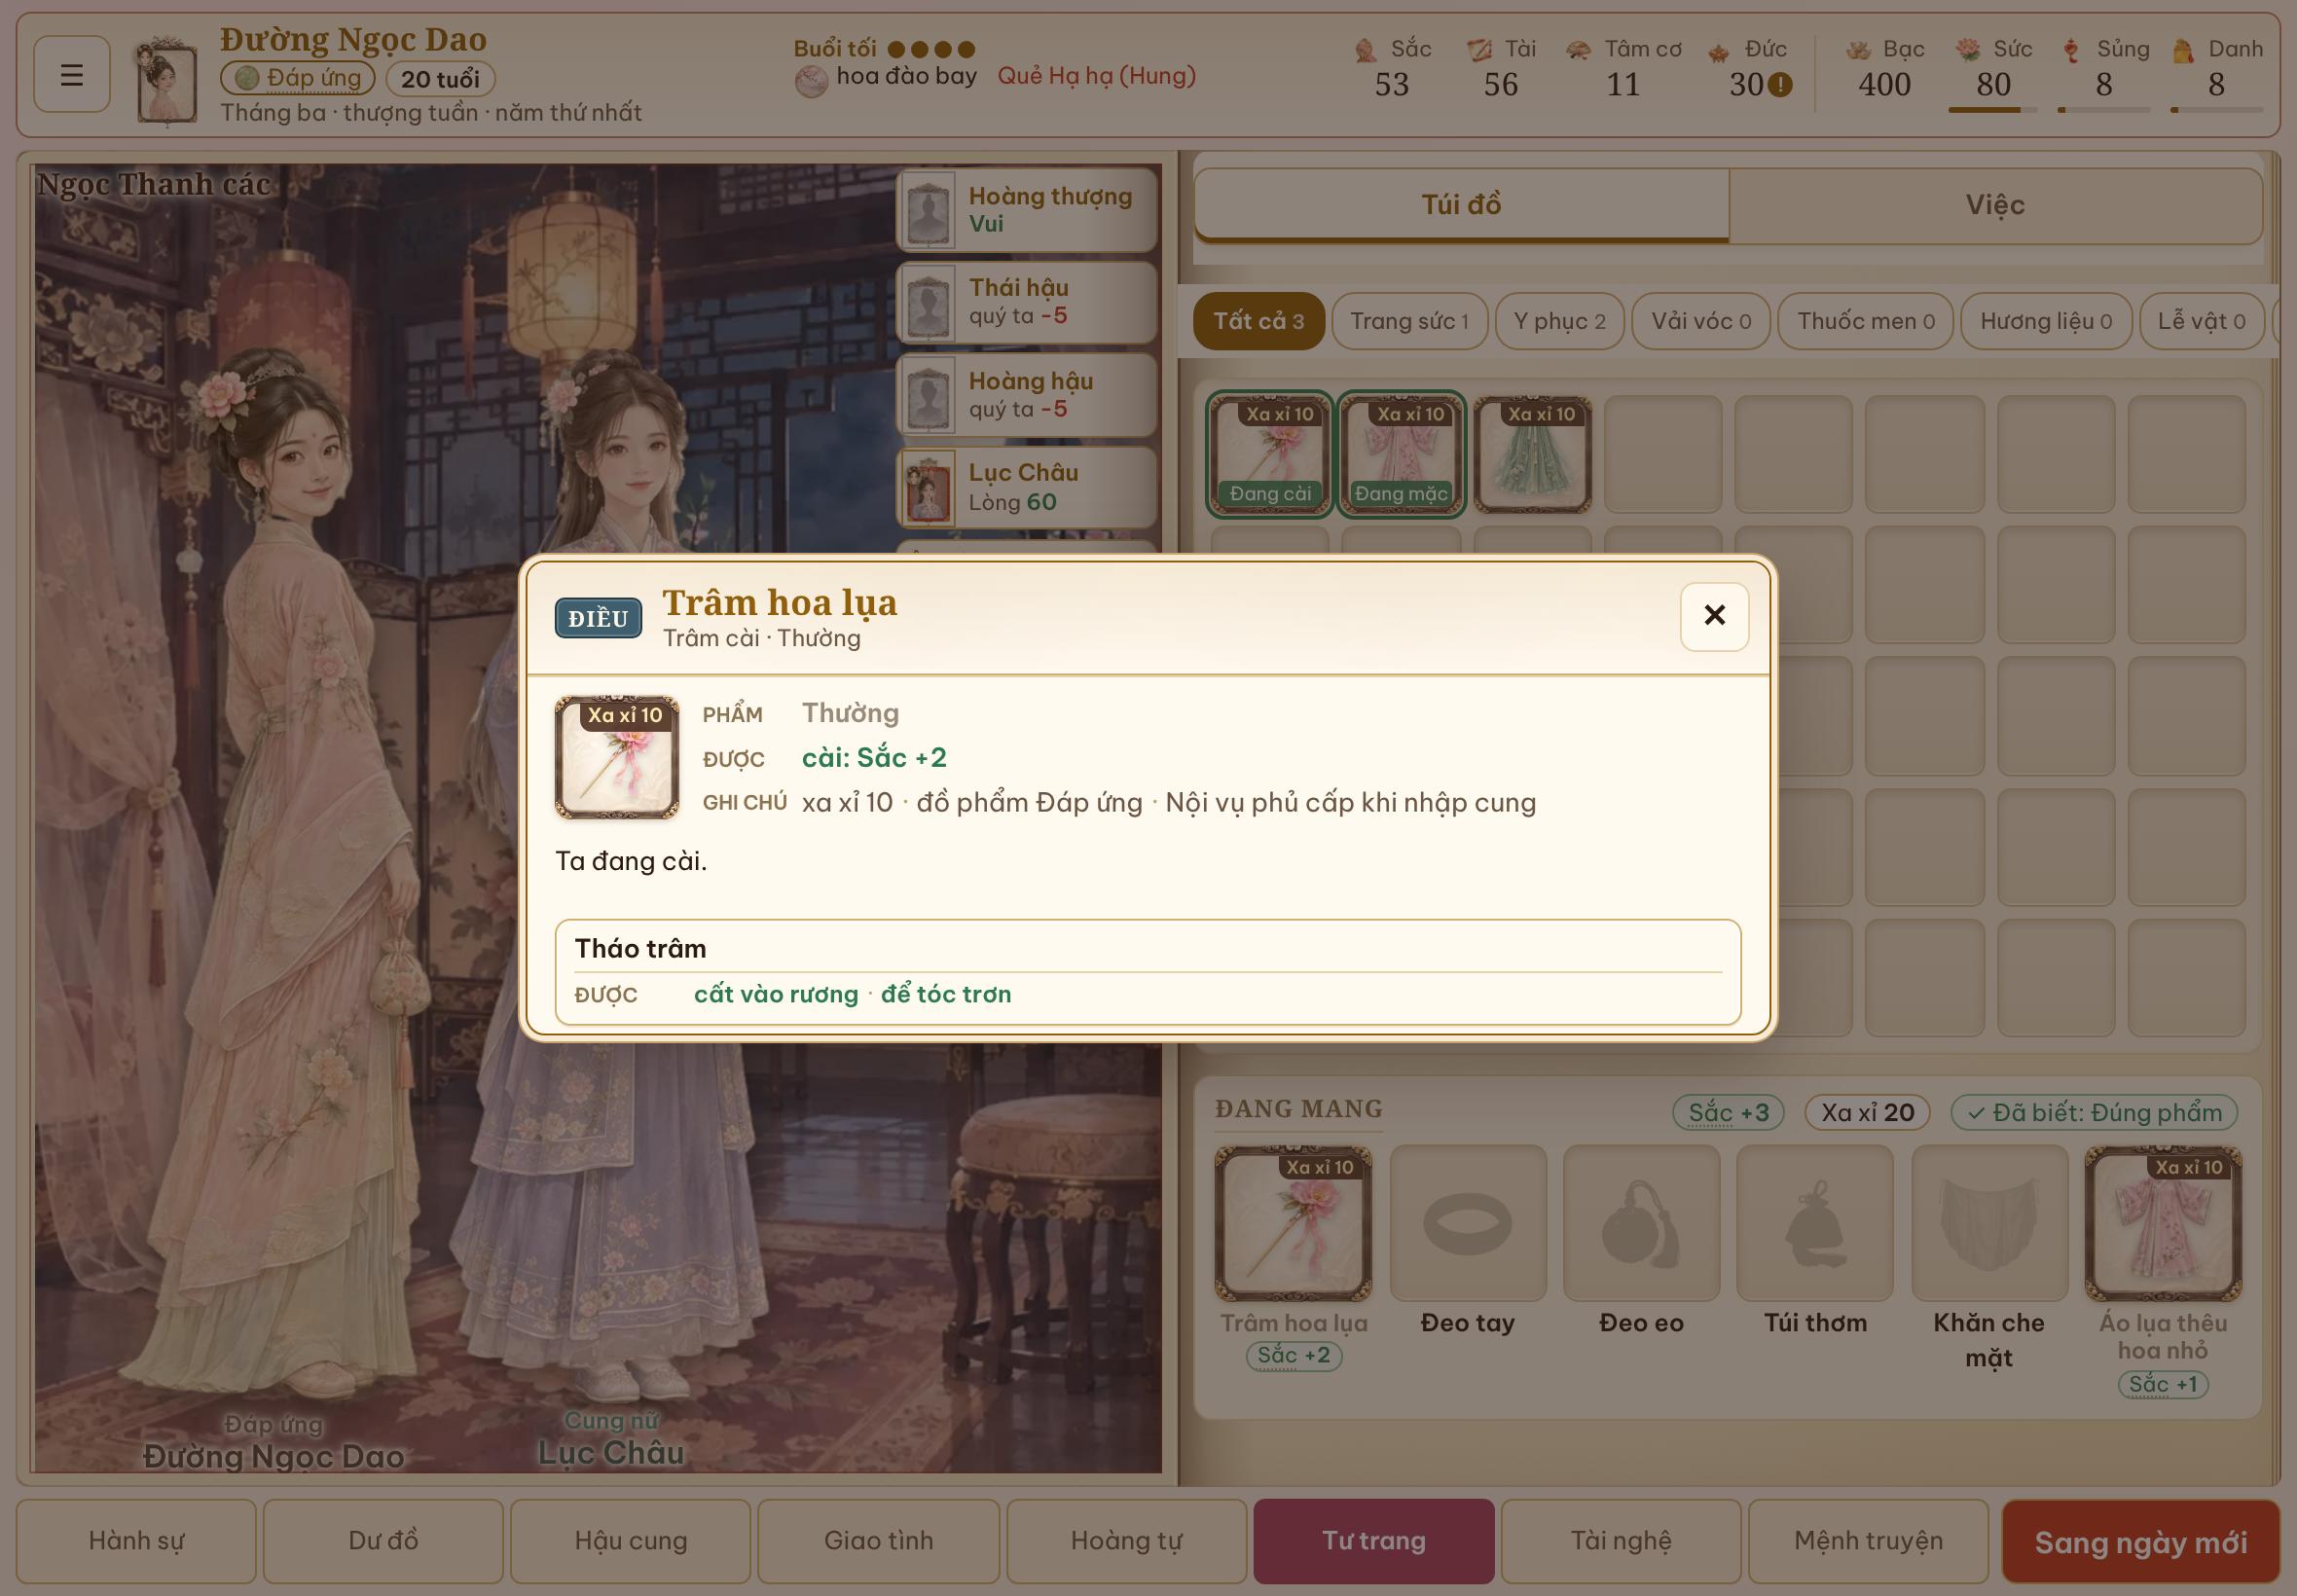 Đường Ngọc Dao
Đáp ứng
20 tuổi
Tháng ba · thượng tuần · năm thứ nhất
Buổi tối
hoa đào bay
Quẻ Hạ hạ (Hung)
Sắc
53
Tài
56
Tâm cơ
11
Đức
30
!
Bạc
400
Sức
80
Sủng
8
Danh
8
Ngọc Thanh các
Hoàng thượng
Vui
Thái hậu
quý ta -5
Hoàng hậu
quý ta -5
Lục Châu
Lòng 60
Đáp ứng
Đường Ngọc Dao
Cung nữ
Lục Châu
Túi đồ
Việc
Tất cả 3
Trang sức 1
Y phục 2
Vải vóc 0
Thuốc men 0
Hương liệu 0
Lễ vật 0
Xa xỉ 10
Đang cài
Xa xỉ 10
Đang mặc
Xa xỉ 10
ĐIỀU
Trâm hoa lụa
Trâm cài · Thường
Xa xỉ 10
PHẨM Thường
ĐƯỢC cài: Sắc +2
GHI CHÚ xa xỉ 10 · đồ phẩm Đáp ứng · Nội vụ phủ cấp khi nhập cung
Ta đang cài.
Tháo trâm
ĐƯỢC cất vào rương · để tóc trơn
ĐANG MANG
Sắc +3
Xa xỉ 20
✓ Đã biết: Đúng phẩm
Xa xỉ 10
Trâm hoa lụa
Sắc +2
Đeo tay
Đeo eo
Túi thơm
Khăn che
mặt
Xa xỉ 10
Áo lụa thêu
hoa nhỏ
Sắc +1
Hành sự
Dư đồ
Hậu cung
Giao tình
Hoàng tự
Tư trang
Tài nghệ
Mệnh truyện
Sang ngày mới